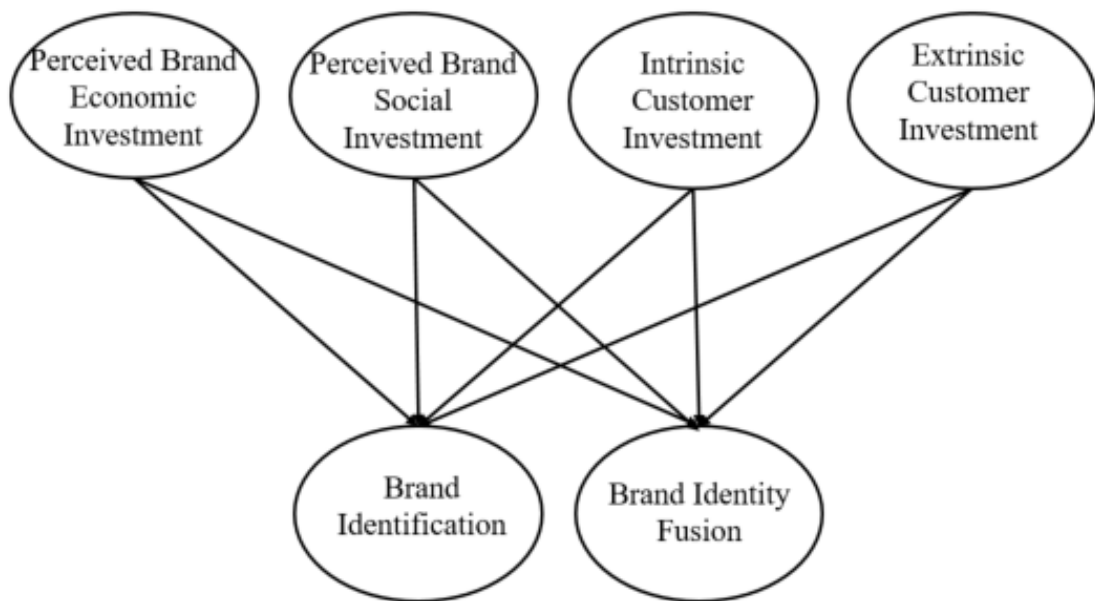 Perceived Brand
Economic
Investment
Perceived Brand
Social
Investment
Intrinsic
Customer
Investment
Extrinsic
Customer
Investment
Brand
Identification
Brand Identity
Fusion